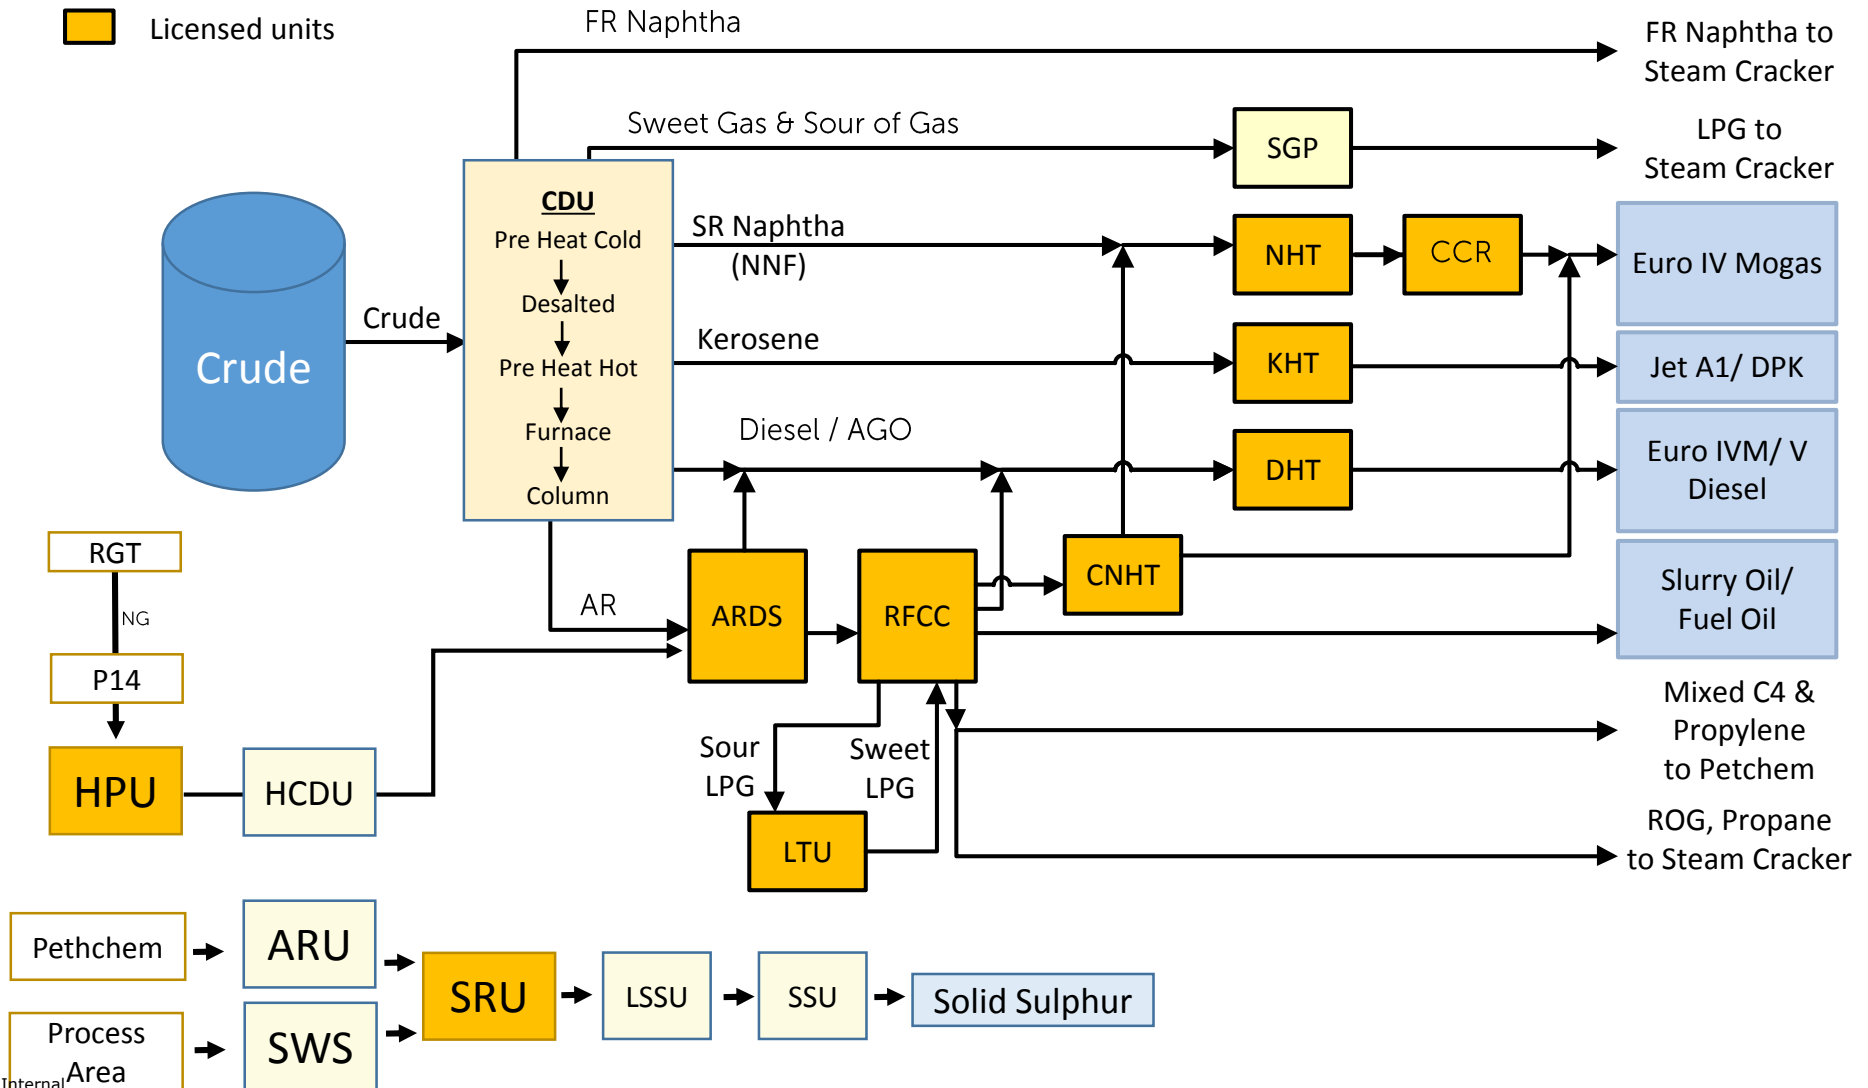 Licensed units
FR Naphtha
FR Naphtha to
Steam Cracker
Sweet Gas & Sour of Gas
SGP
LPG to
Steam Cracker
CDU
Pre Heat Cold
Desalted
Pre Heat Hot
Furnace
Column
Crude
Crude
SR Naphtha
(NNF)
NHT
CCR
Euro IV Mogas
Kerosene
KHT
Jet A1/ DPK
Diesel / AGO
DHT
Euro IVM/ V
Diesel
RGT
NG
P14
HPU
HCDU
AR
ARDS
RFCC
CNHT
Slurry Oil/
Fuel Oil
Sour
LPG
Sweet
LPG
LTU
Mixed C4 &
Propylene
to Petchem
ROG, Propane
to Steam Cracker
Pethchem
ARU
Process
Area
SWS
SRU
LSSU
SSU
Solid Sulphur
Internal